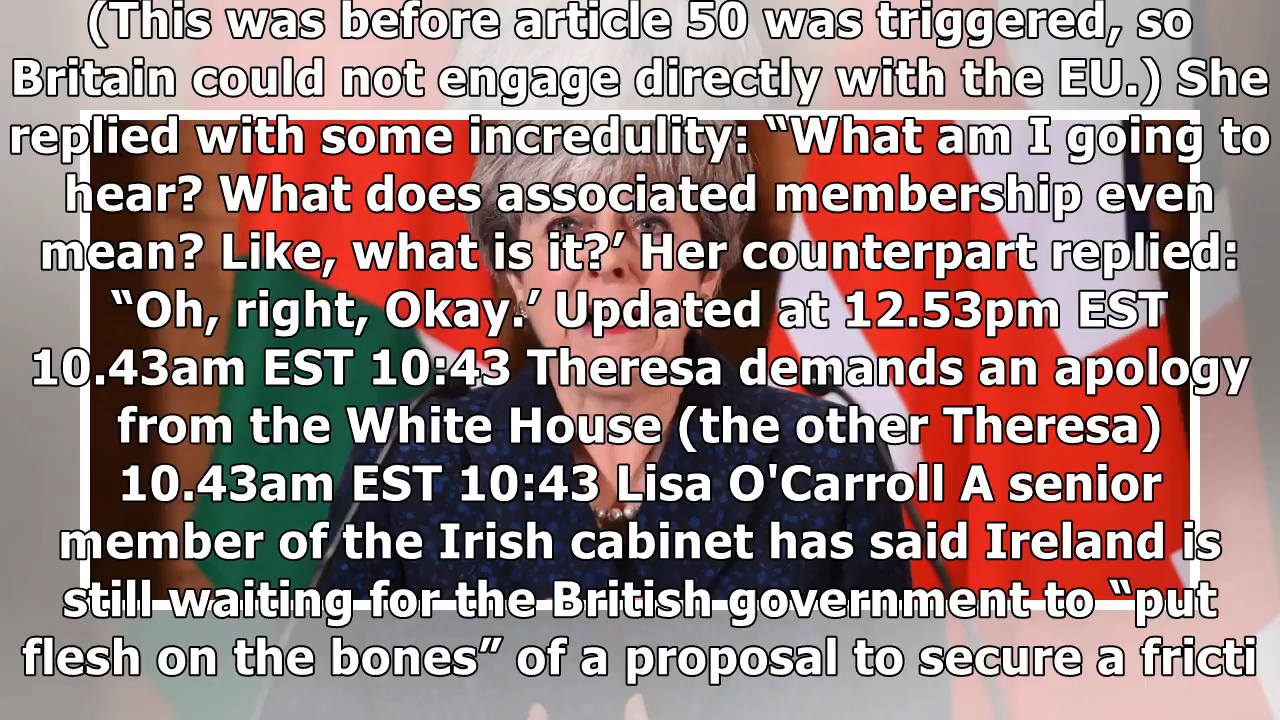 (This was before article 50 was triggered, so
Britain could not engage directly with the EU.) She
replied with some incredulity: “What am I going to
hear? What does associated membership even
mean? Like, what is it?’ Her counterpart replied:
“Oh, right, Okay.’ Updated at 12.53pm EST
10.43am EST 10:43 Theresa demands an apology
from the White House (the other Theresa)
10.43am EST 10:43 Lisa O'Carroll A senior
member of the Irish cabinet has said Ireland is
still waiting for the British government to “put
flesh on the bones” of a proposal to secure a fricti